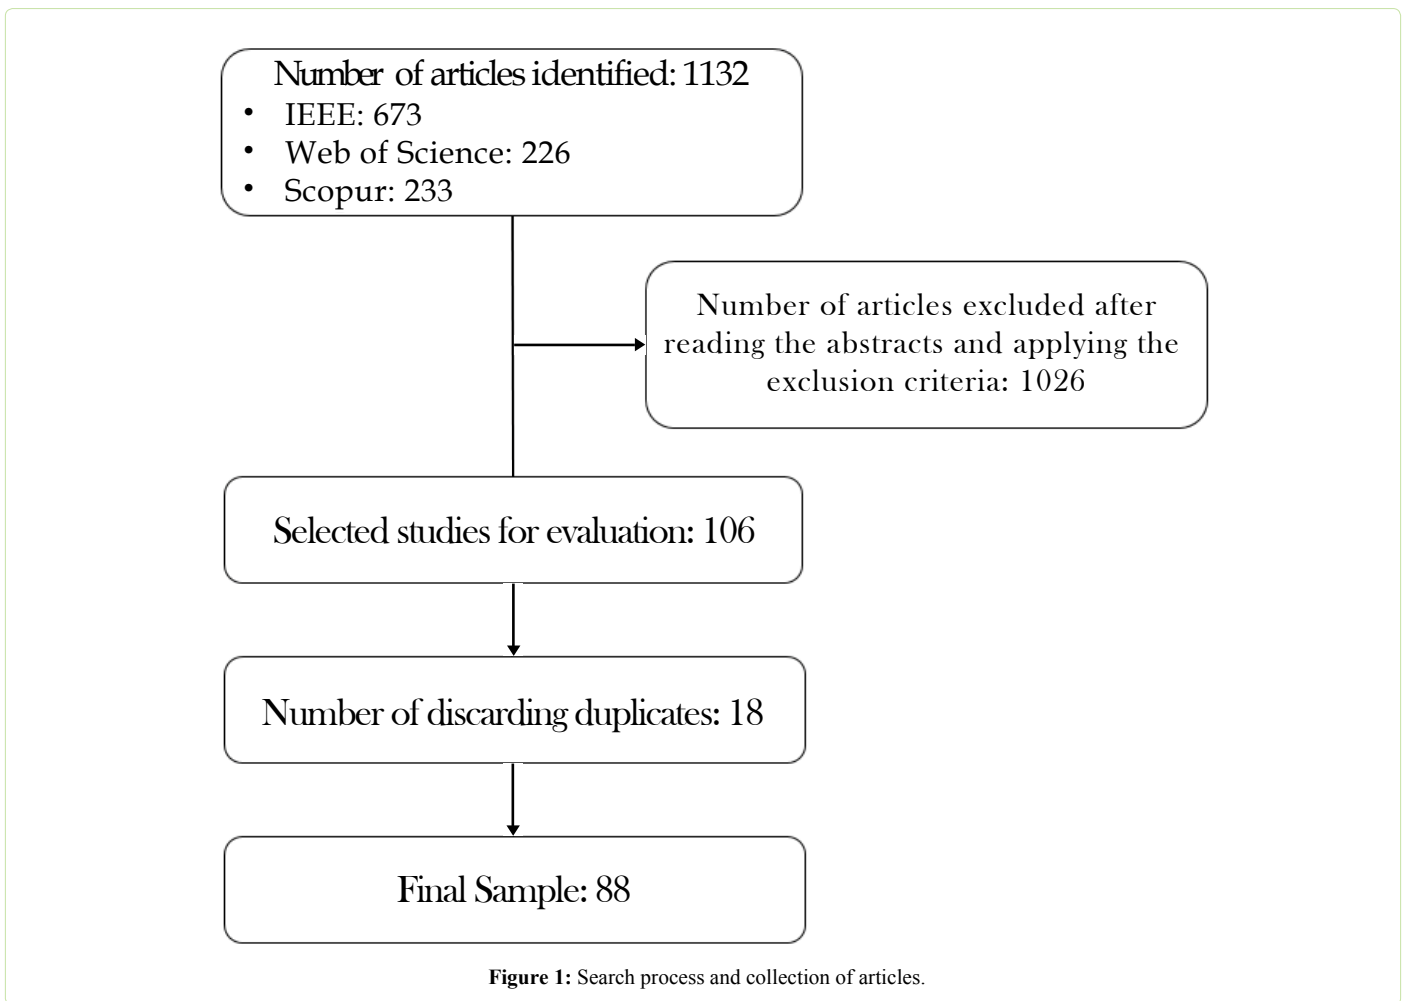 Number of articles identified: 1132
• IEEE: 673
• Web of Science: 226
• Scopur: 233
Number of articles excluded after
reading the abstracts and applying the
exclusion criteria: 1026
Selected studies for evaluation: 106
Number of discarding duplicates: 18
Final Sample: 88
Figure 1: Search process and collection of articles.